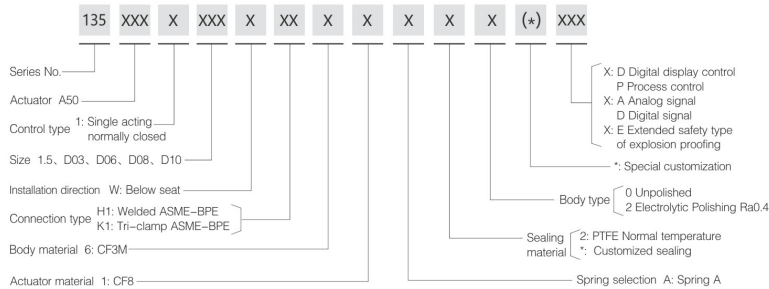 135 XXX X XXX X XX X X X X X (*) XXX
Series No.
Actuator A50
Control type 1: Single acting
normally closed
Size 1.5、D03、D06、D08、D10
Installation direction W: Below seat
Connection type H1: Welded ASME-BPE
K1: Tri-clamp ASME-BPE
Body material 6: CF3M
Actuator material 1: CF8
X: D Digital display control
P Process control
X: A Analog signal
D Digital signal
X: E Extended safety type
of explosion proofing
*: Special customization
Body type 0 Unpolished
2 Electrolytic Polishing Ra0.4
Sealing material 2: PTFE Normal temperature
*: Customized sealing
Spring selection A: Spring A